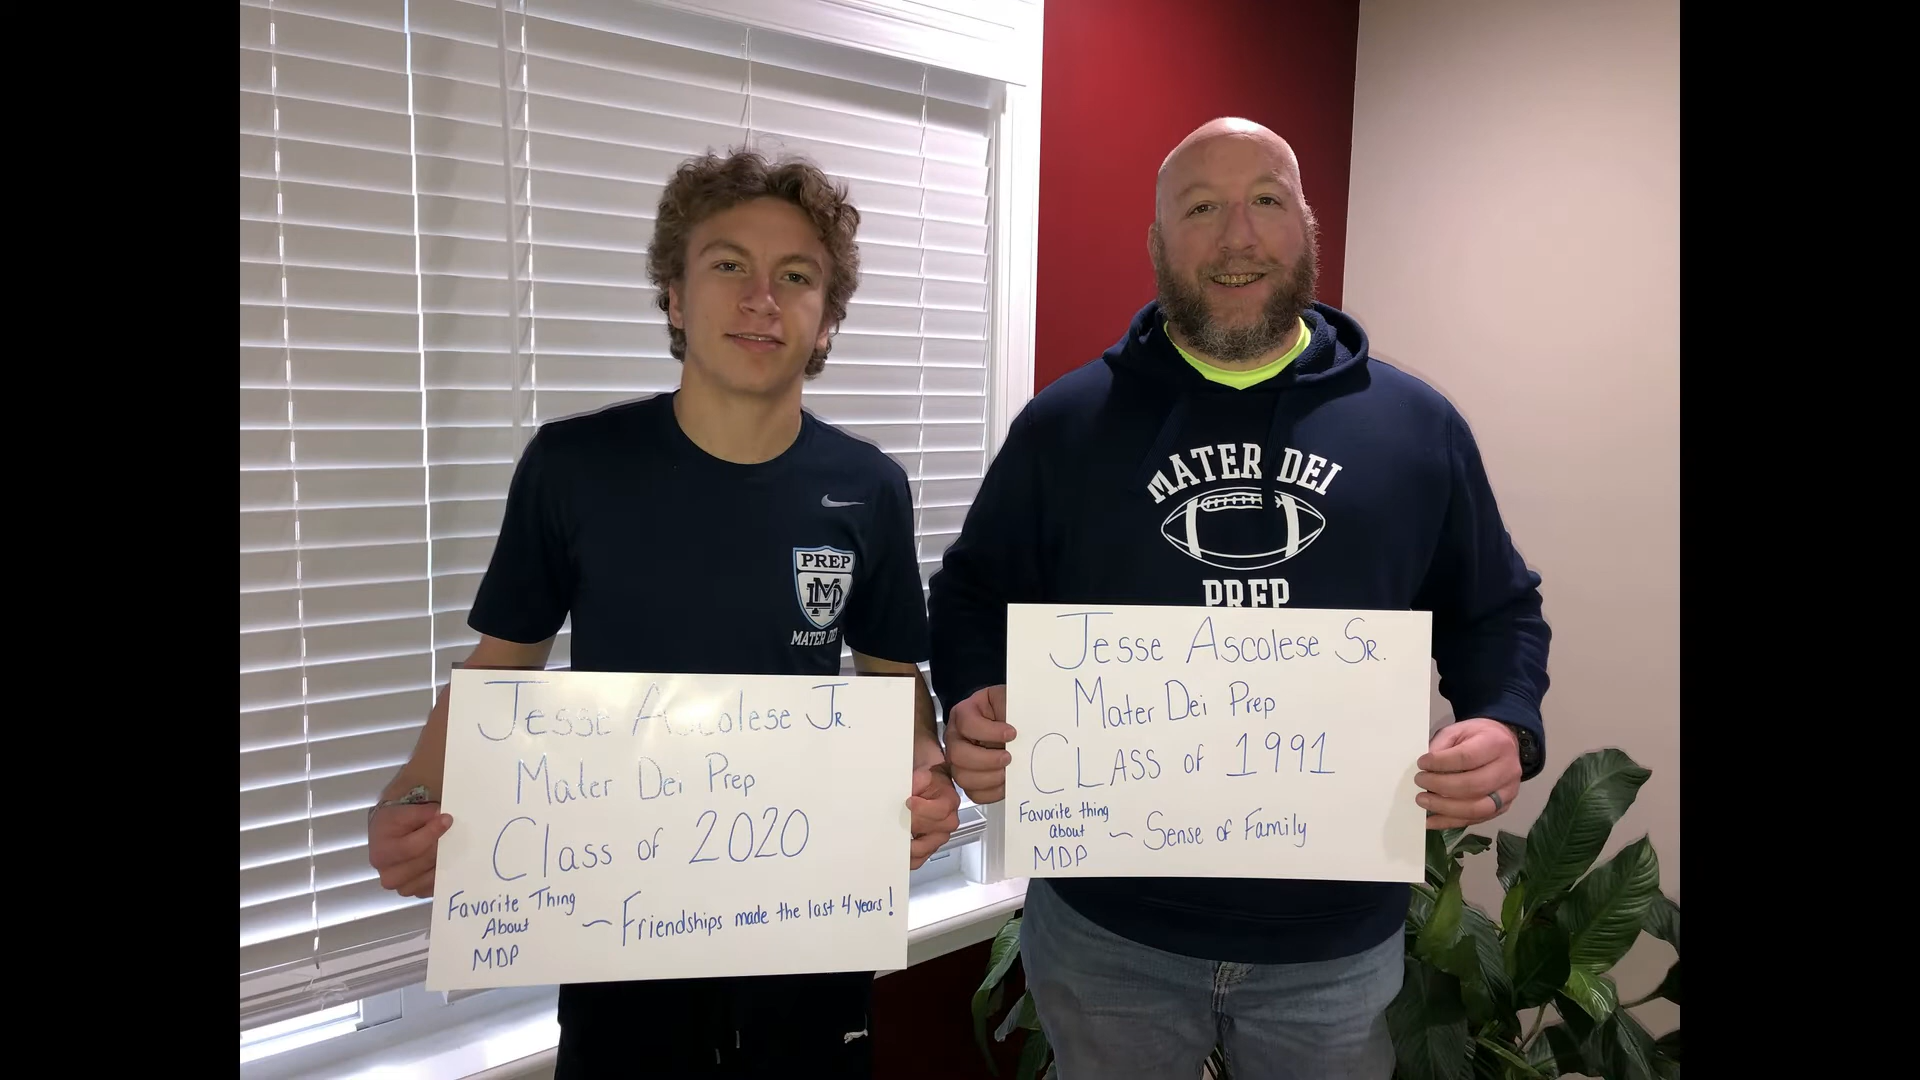 PREP
MDP
MATER DEI
Jesse Ascolese Jr.
Mater Dei Prep
Class of 2020
Favorite Thing
About
MDP
~ Friendships made the last 4 years!
MATER DEI
PREP
Jesse Ascolese Sr.
Mater Dei Prep
CLASS of 1991
Favorite thing
about
MDP
~ Sense of Family